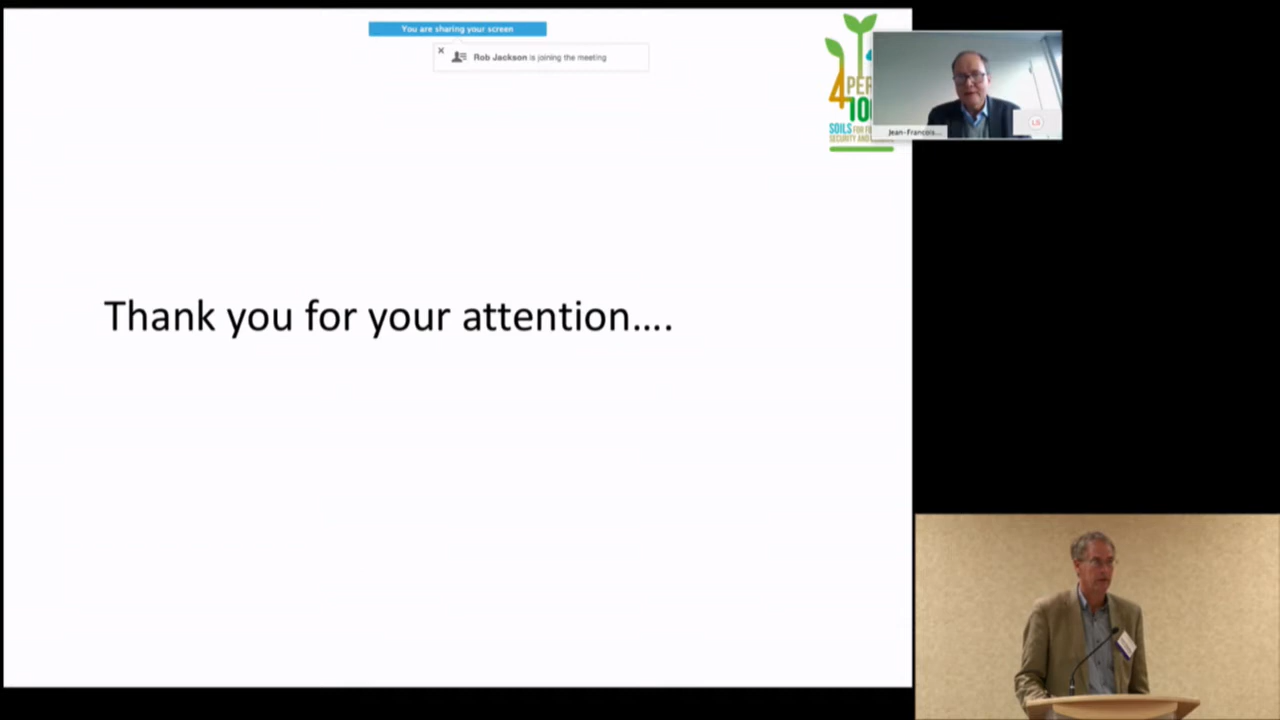 You are sharing your screen
Rob Jackson is joining the meeting
4 PER
100
SOILS FOR
SECURITY AND
Jean-Francois...
LS
Thank you for your attention....